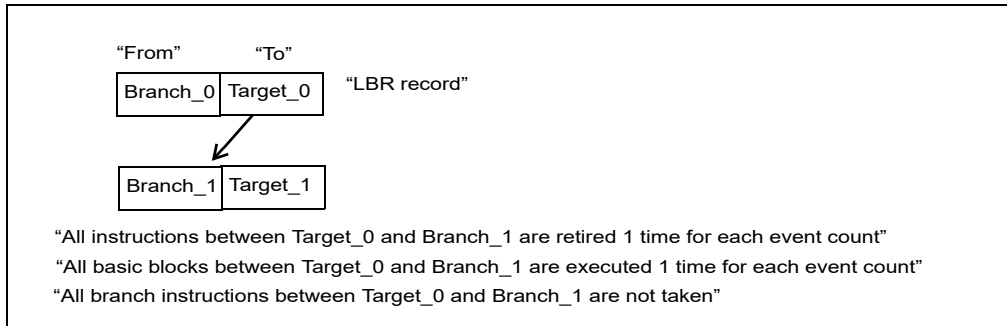 “From” “To”
Branch_0 Target_0 “LBR record”
Branch_1 Target_1
“All instructions between Target_0 and Branch_1 are retired 1 time for each event count”
“All basic blocks between Target_0 and Branch_1 are executed 1 time for each event count”
“All branch instructions between Target_0 and Branch_1 are not taken”